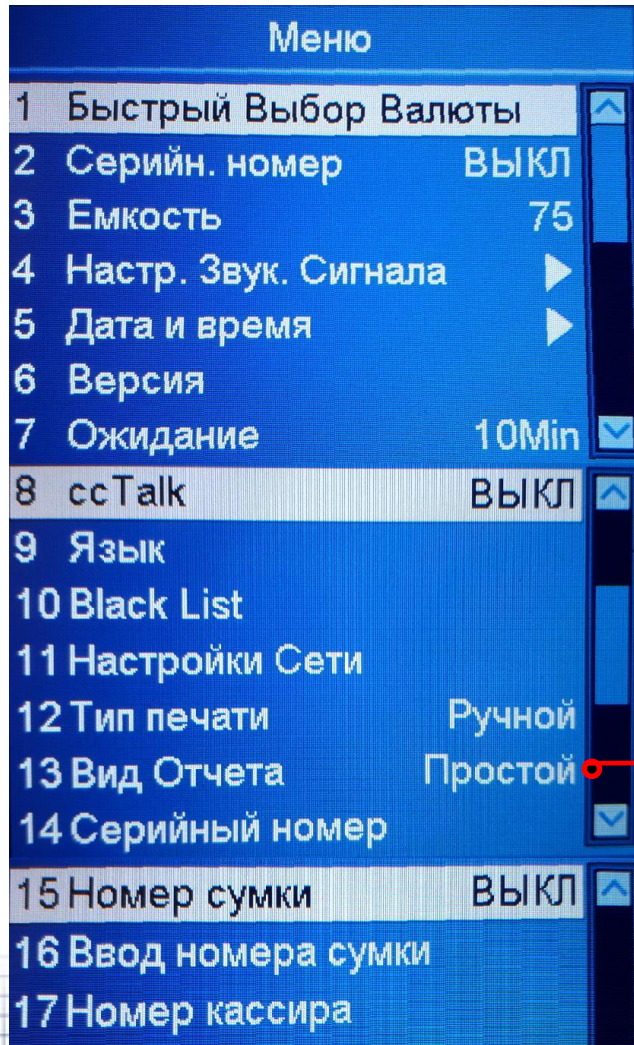 Меню
1 Быстрый Выбор Валюты
2 Серийн. номер ВЫКЛ
3 Емкость 75
4 Настр. Звук. Сигнала
5 Дата и время
6 Версия
7 Ожидание 10Min
8 ccTalk ВЫКЛ
9 Язык
10 Black List
11 Настройки Сети
12 Тип печати Ручной
13 Вид Отчета Простой
14 Серийный номер
15 Номер сумки ВЫКЛ
16 Ввод номера сумки
17 Номер кассира